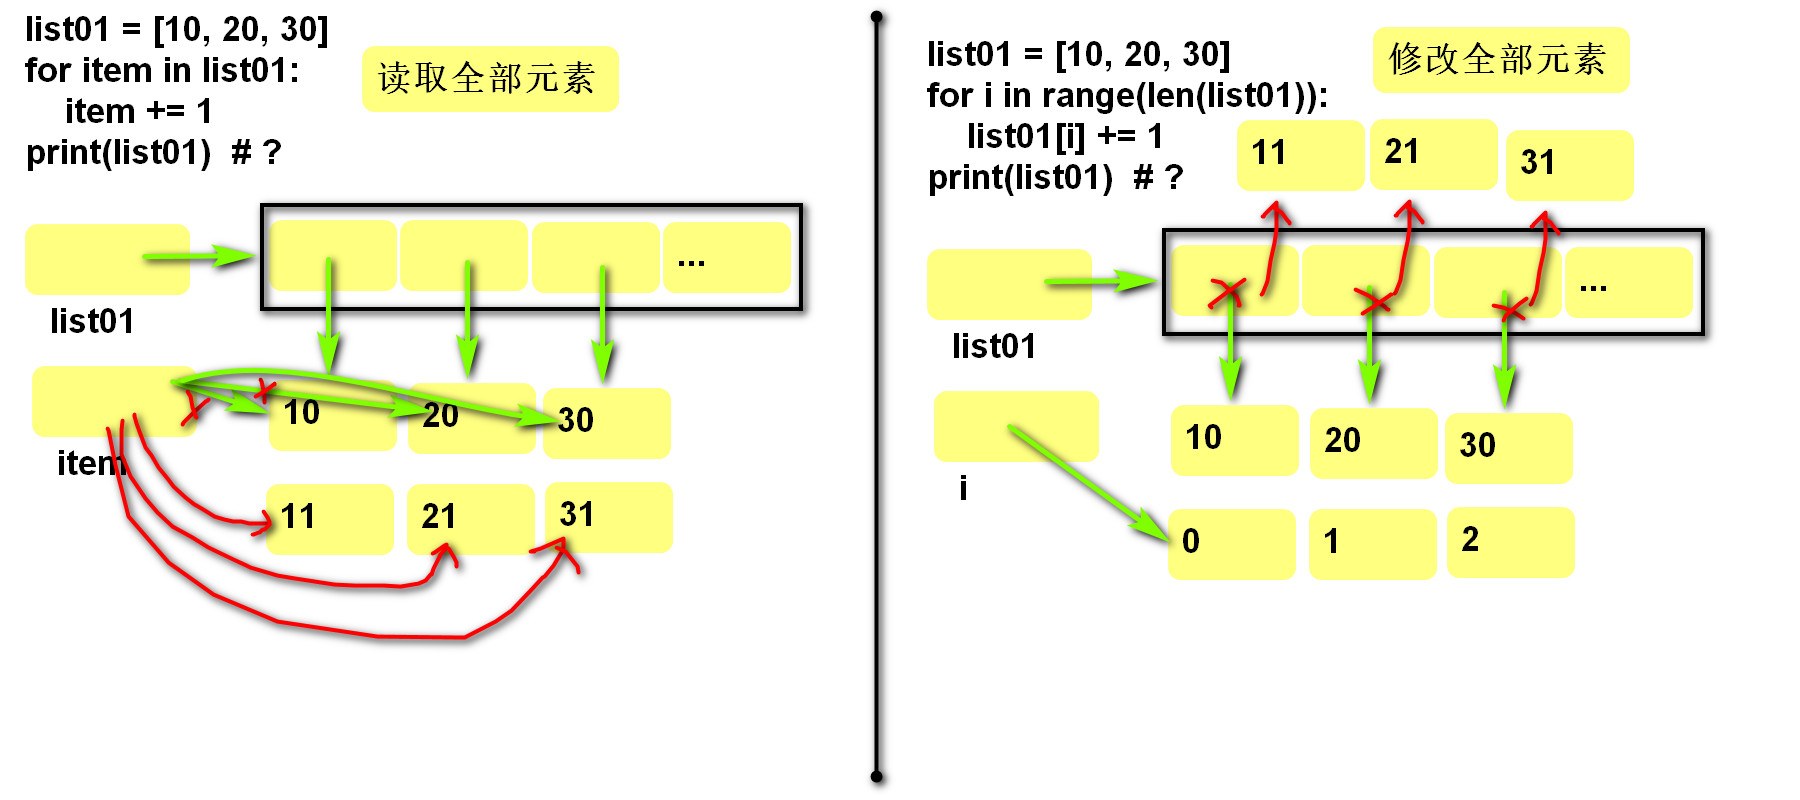 list01 = [10, 20, 30]
for item in list01:
    item += 1
print(list01)  # ?
读取全部元素
...
list01
10
20
30
item
11
21
31
list01 = [10, 20, 30]
for i in range(len(list01)):
    list01[i] += 1
print(list01)  # ?
修改全部元素
11
21
31
...
list01
10
20
30
i
0
1
2